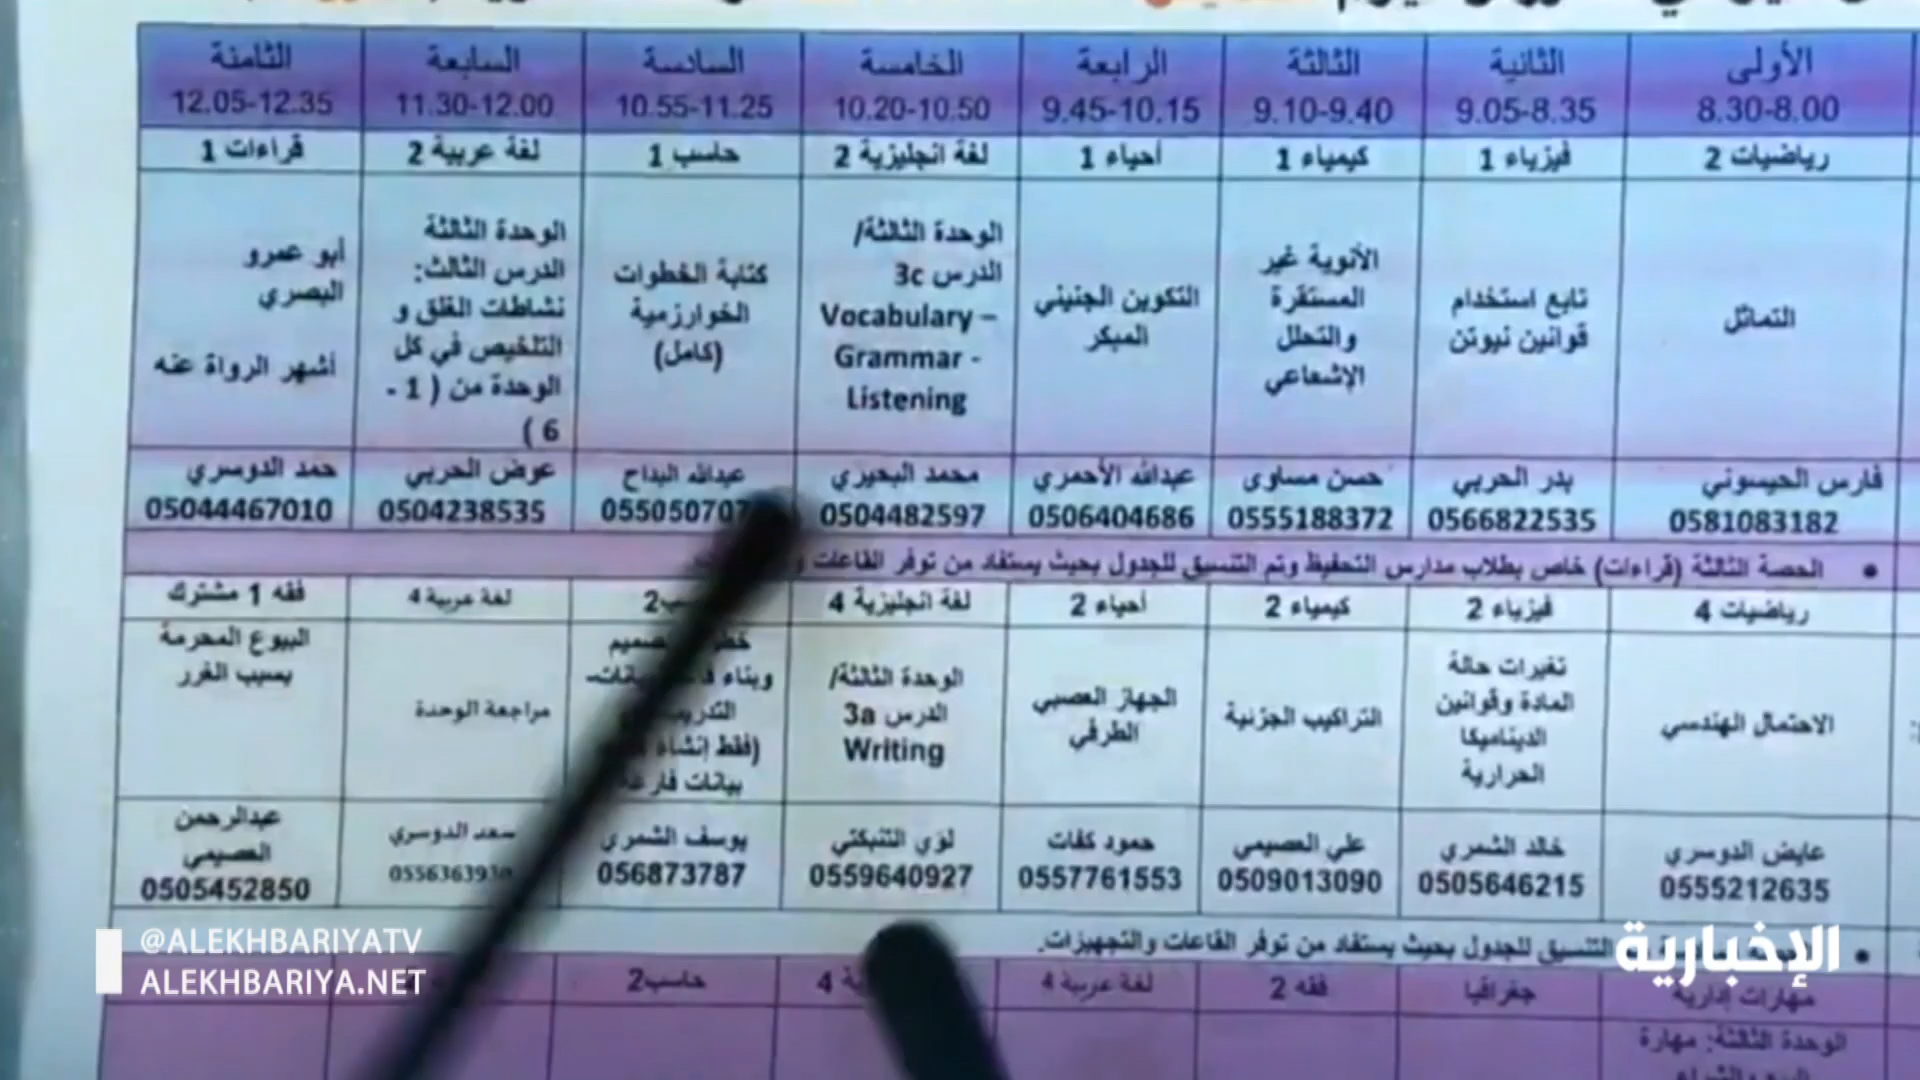 الأولى الثانية الثالثة الرابعة الخامسة السادسة السابعة الثامنة
8.30-8.00 9.05-8.35 9.10-9.40 9.45-10.15 10.20-10.50 10.55-11.25 11.30-12.00 12.05-12.35
رياضيات 2 فيزياء 1 كيمياء 1 أحياء 1 لغة انجليزية 2 حاسب 1 لغة عربية 2 قراءات 1
التماثل
تابع استخدام
قوانين نيوتن
الأنوية غير
المستقرة
والتحلل
الإشعاعي
التكوين الجنيني
المبكر
الوحدة الثالثة/
الدرس 3c
Vocabulary –
Grammar -
Listening
كتابة الخطوات
الخوارزمية
(كامل)
الوحدة الثالثة
الدرس الثالث:
نشاطات الغلق و
التلخيص في كل
الوحدة من ( 1 -
6 )
أبو عمرو
البصري
أشهر الرواة عنه
فارس الحيسوني بدر الحربي حسن مساوى عبدالله الأحمري محمد البحيري عبدالله البداح عوض الحربي حمد الدوسري
0581083182 0566822535 0555188372 0506404686 0504482597 055050707 0504238535 05044467010
• الحصة الثالثة (قراءات) خاص بطلاب مدارس التحفيظ وتم التنسيق للجدول بحيث يستفاد من توفر القاعات
رياضيات 4 فيزياء 2 كيمياء 2 أحياء 2 لغة انجليزية 4 لغة عربية 4 فقه 1 مشترك
الاحتمال الهندسي
تغيرات حالة
المادة وقوانين
الديناميكا
الحرارية
التراكيب الجزئية
الجهاز العصبي
الطرفي
الوحدة الثالثة/
الدرس 3a
Writing
وبناء
(فقط إنشاء
بيانات فارغة
مراجعة الوحدة
البيوع المحرمة
بسبب الغرر
عايض الدوسري خالد الشمري علي العصيمي حمود كفات لؤي التنبكتي يوسف الشمري سعد الدوسري عبدالرحمن
العصيمي
0555212635 0505646215 0509013090 0557761553 0559640927 056873787 0505452850
التنسيق للجدول بحيث يستفاد من توفر القاعات والتجهيزات.
مهارات إدارية جغرافيا فقه 2 لغة عربية 4 حاسب2
الوحدة الثالثة: مهارة
الإخبارية
@ALEKHBARIYATV
ALEKHBARIYA.NET